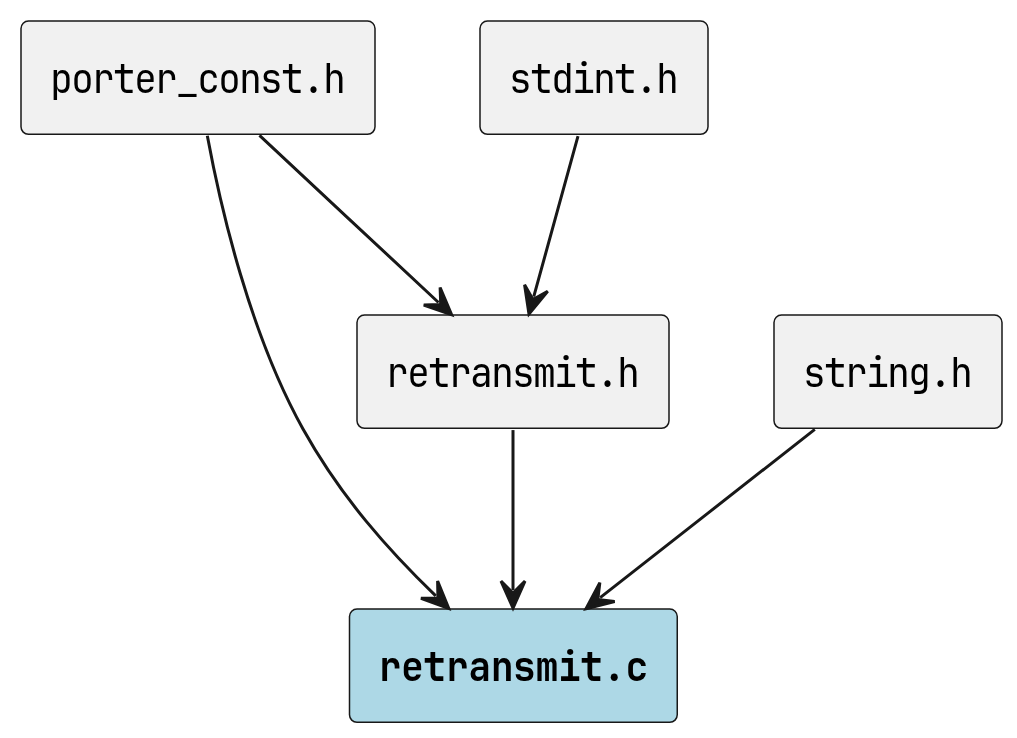 porter_const.h
stdint.h
retransmit.h
string.h
retransmit.c